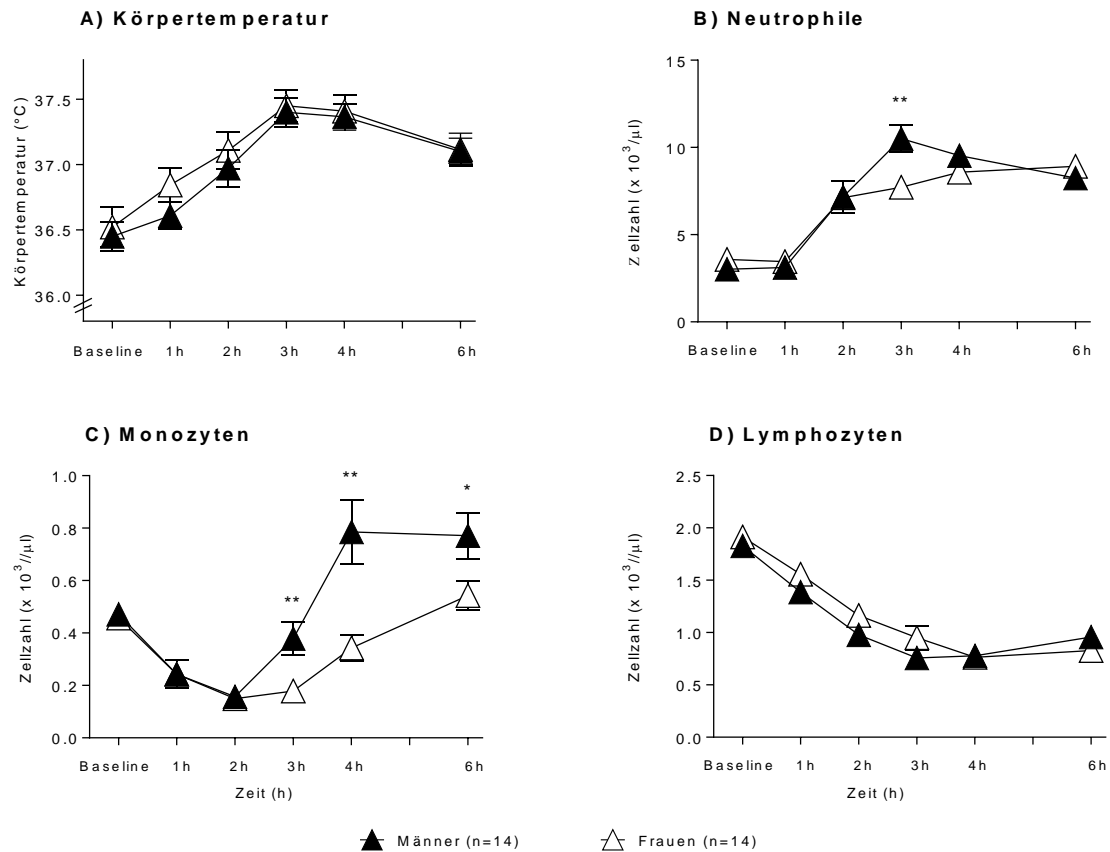 A) Körpertemperatur
Körpertemperatur (°C)
37.5
37.0
36.5
36.0
Baseline 1h 2h 3h 4h 6h
B) Neutrophile
Zellzahl (x 10³/µl)
15
10
5
0
**
Baseline 1h 2h 3h 4h 6h
C) Monozyten
Zellzahl (x 10³//µl)
1.0
0.8
0.6
0.4
0.2
0.0
**
**
*
Baseline 1h 2h 3h 4h 6h
Zeit (h)
D) Lymphozyten
Zellzahl (x 10³//µl)
2.5
2.0
1.5
1.0
0.5
0.0
Baseline 1h 2h 3h 4h 6h
Zeit (h)
Männer (n=14) Frauen (n=14)